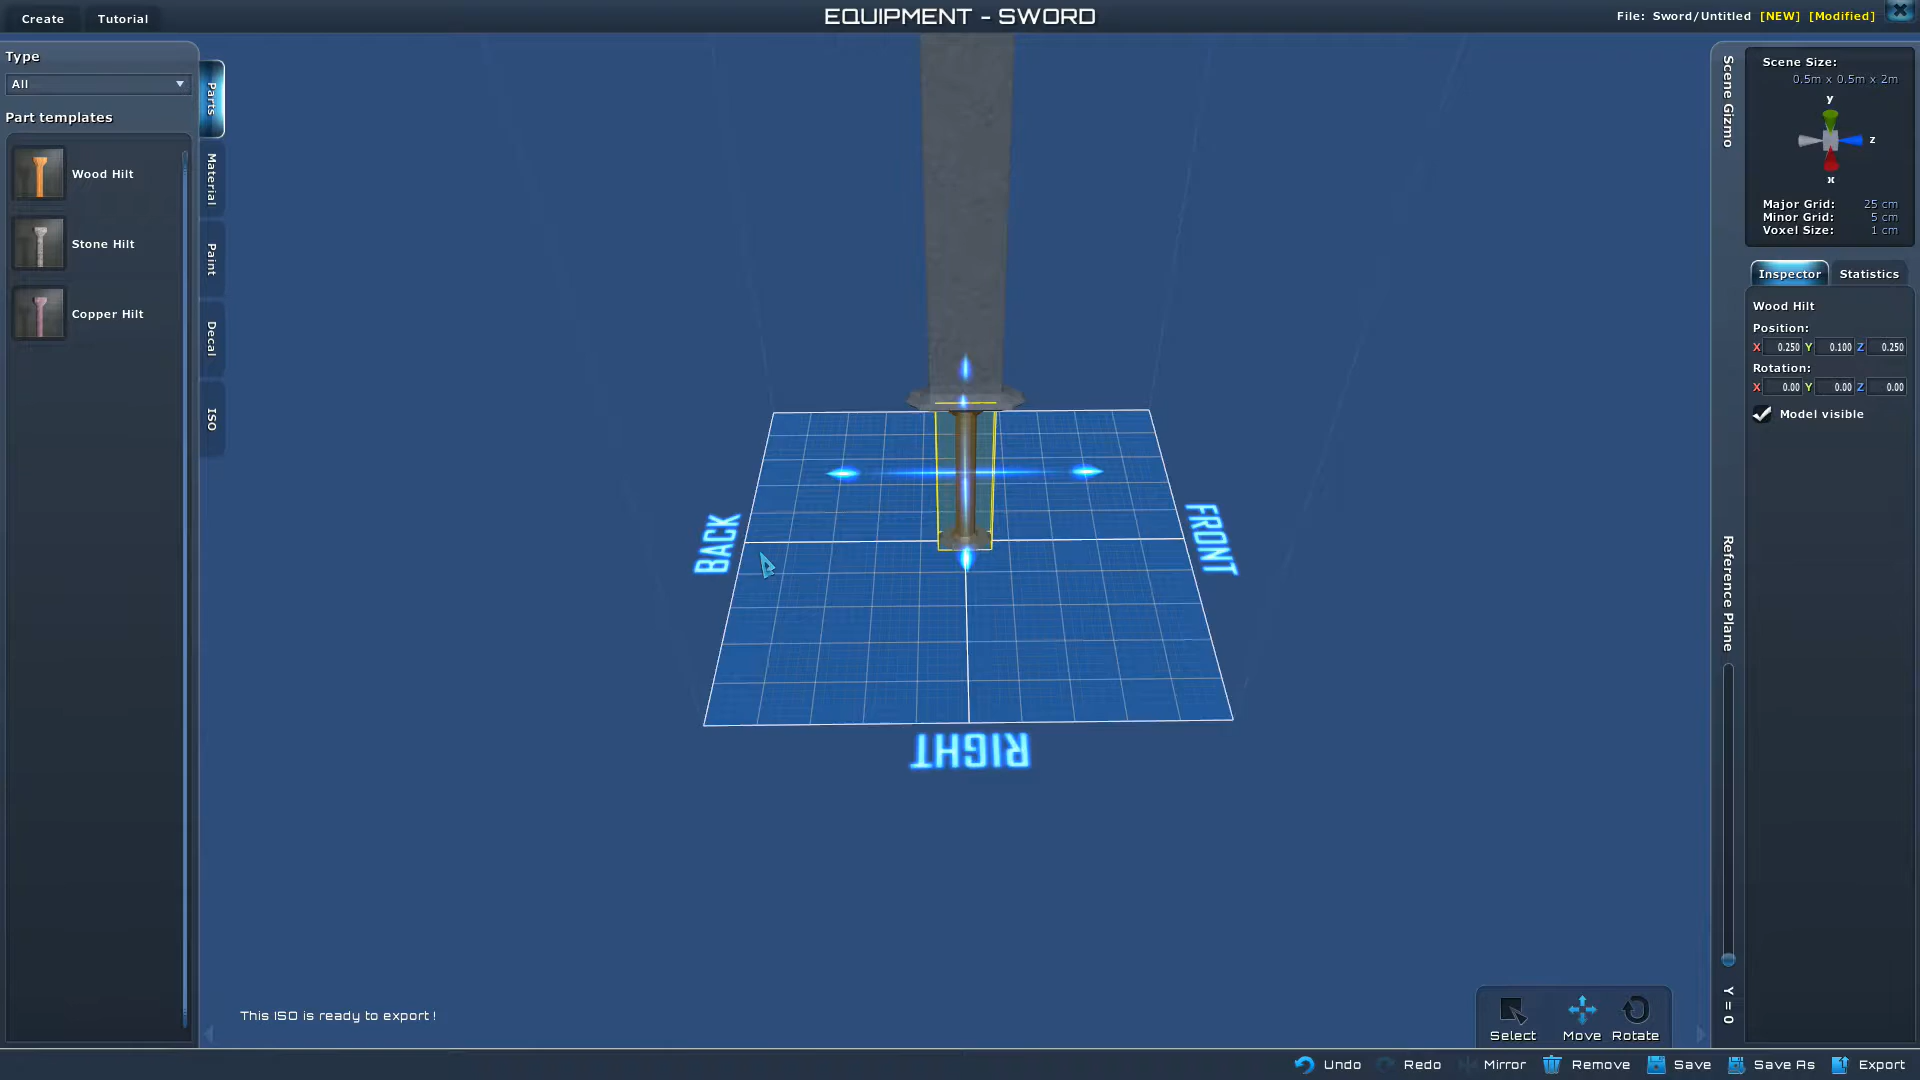 Create
Tutorial
EQUIPMENT - SWORD
File: Sword/Untitled [NEW] [Modified]
Type
All
Part templates
Wood Hilt
Stone Hilt
Copper Hilt
Parts
Material
Paint
Decal
ISO
BACK
FRONT
RIGHT
This ISO is ready to export !
Scene Gizmo
Scene Size:
0.5m x 0.5m x 2m
y
z
x
Major Grid: 25 cm
Minor Grid: 5 cm
Voxel Size: 1 cm
Inspector
Statistics
Wood Hilt
Position:
X 0.250 Y 0.100 Z 0.250
Rotation:
X 0.00 Y 0.00 Z 0.00
Model visible
Reference Plane
Y = 0
Select
Move
Rotate
Undo
Redo
Mirror
Remove
Save
Save As
Export